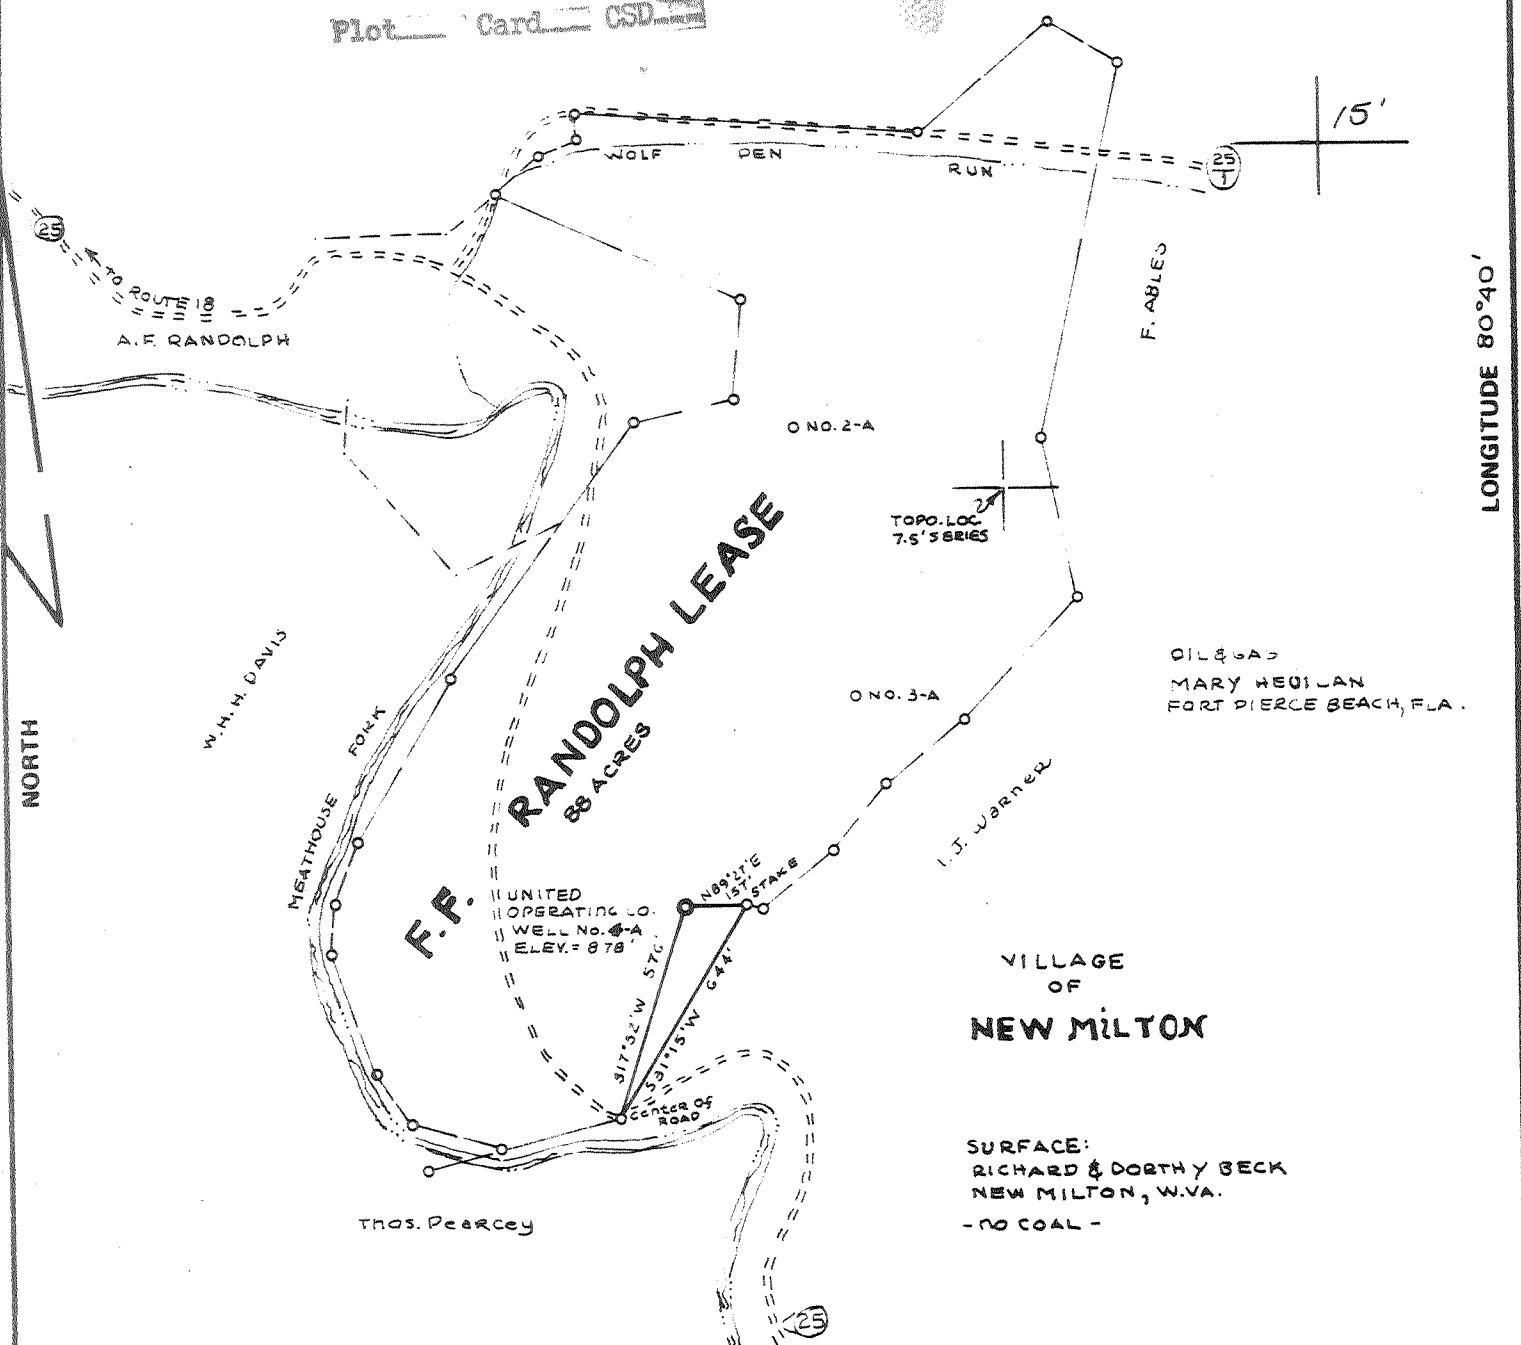 Plot Card CSD
15'
WOLF PEN RUN
25
1
25
TO ROUTE 18
A.F. RANDOLPH
F. ABLES
LONGITUDE 80°40'
O NO. 2-A
TOPO. LOC.
7.5' SERIES
W.H.H. DAVIS
NORTH
MEATHOUSE FORK
F.F. RANDOLPH LEASE
88 ACRES
O NO. 3-A
OIL & GAS
MARY
FORT PIERCE BEACH, FLA.
I.J. Warner
UNITED
OPERATING CO.
WELL NO. 4-A
ELEV. = 878'
N89°27'E
157'
STAKE
S17°52'W 576'
S31°15'W 644'
Center OF
ROAD
VILLAGE
OF
NEW MiLTON
SURFACE:
RICHARD & DORTHY BECK
NEW MILTON, W.VA.
- NO COAL -
Thos. Pearcey
25